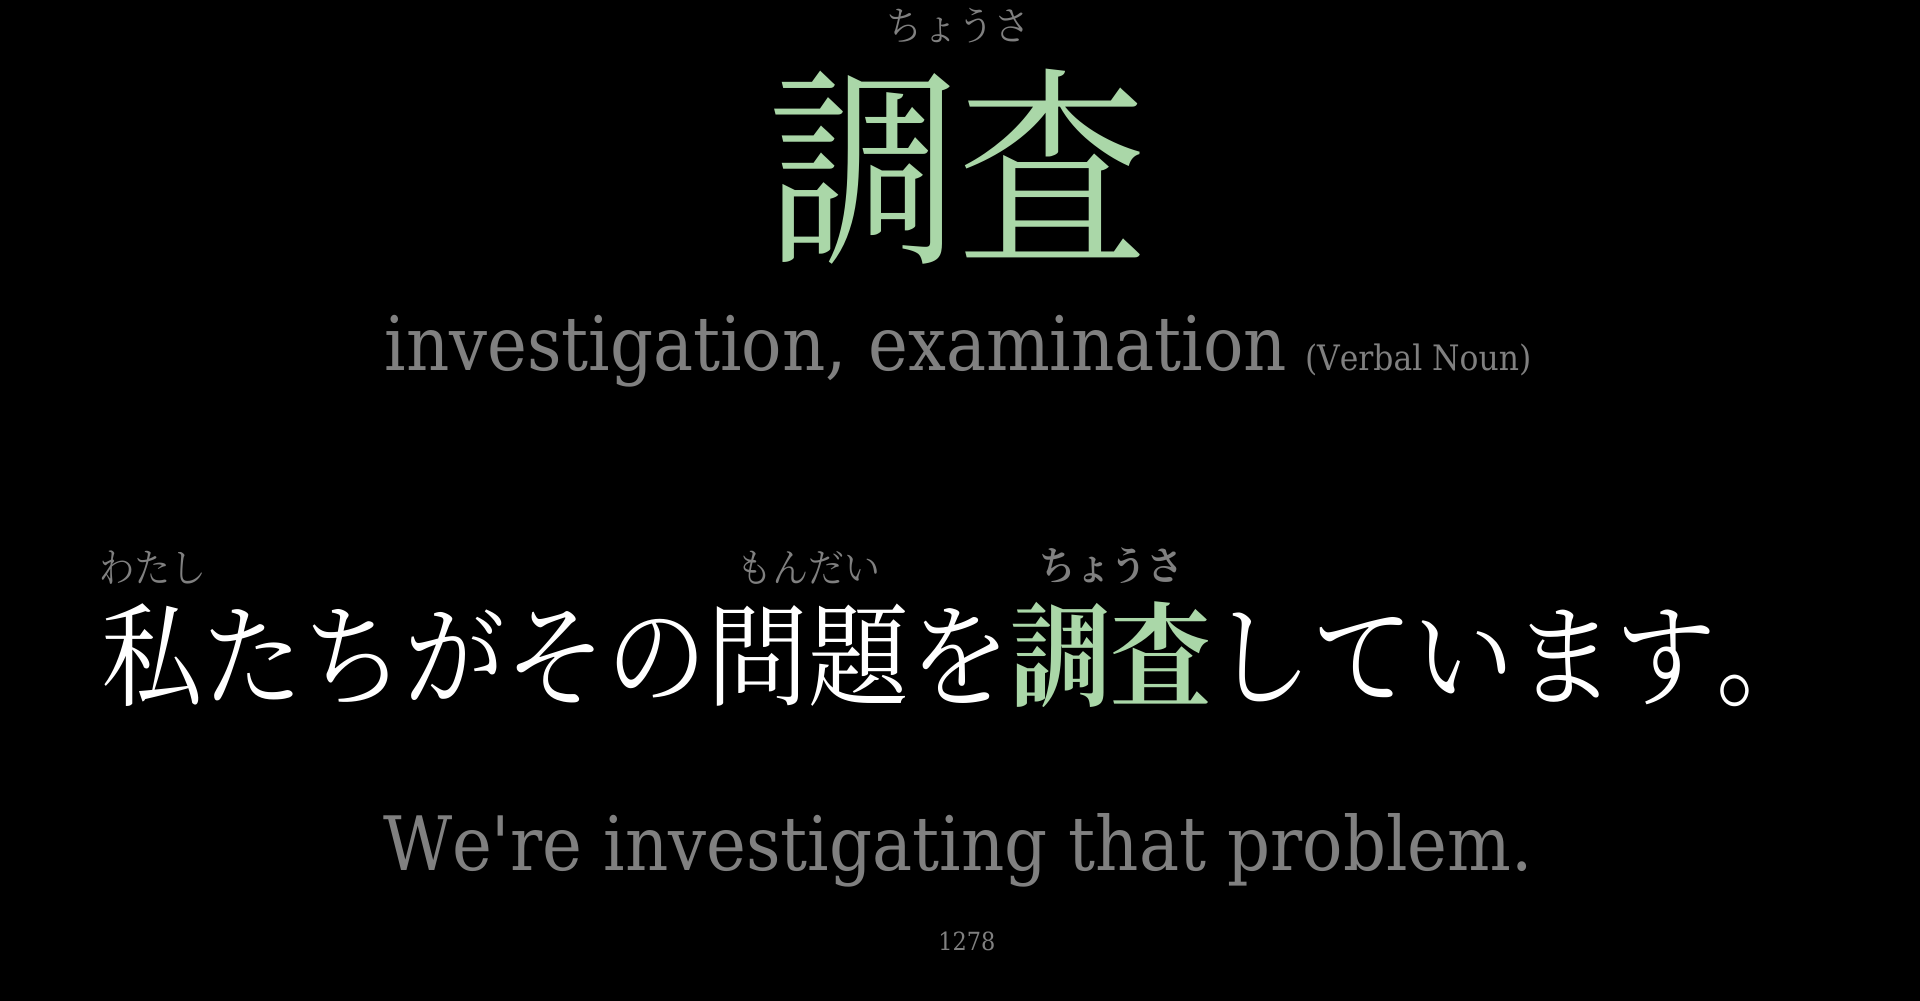 ちょうさ
調査
investigation, examination (Verbal Noun)
わたし もんだい ちょうさ
私たちがその問題を調査しています。
We're investigating that problem.
1278